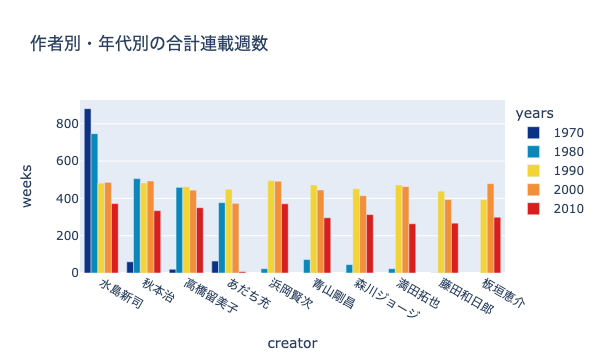 作者別・年代別の合計連載週数
years
1970
1980
1990
2000
2010
weeks
800
600
400
200
0
水島新司
秋本治
高橋留美子
あだち充
浜岡賢次
青山剛昌
森川ジョージ
満田拓也
藤田和日郎
板垣恵介
creator